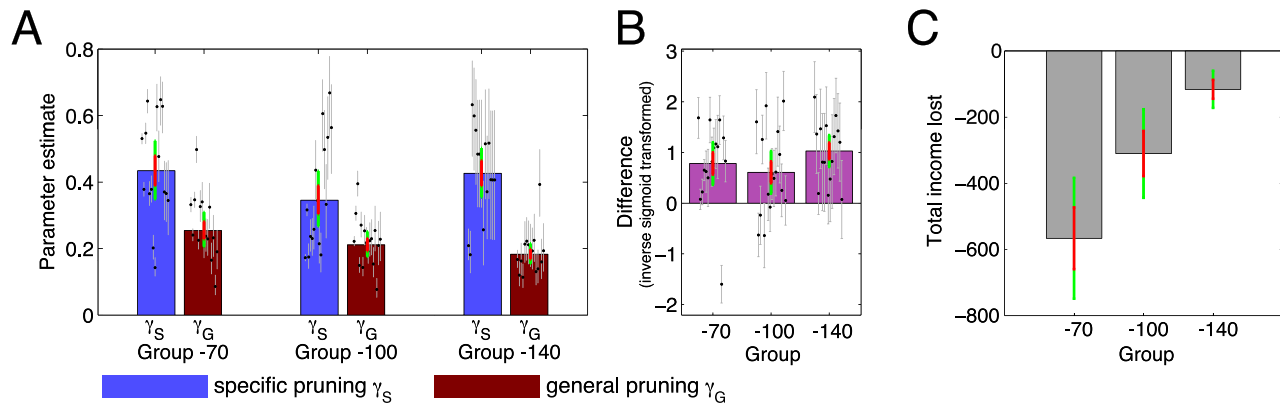 A
Parameter estimate
0.8
0.6
0.4
0.2
0
γS γG
Group -70
γS γG
Group -100
γS γG
Group -140
specific pruning γS
general pruning γG
B
Difference
(inverse sigmoid transformed)
3
2
1
0
−1
−2
-70 -100 -140
Group
C
Total income lost
0
−200
−400
−600
−800
-70 -100 -140
Group